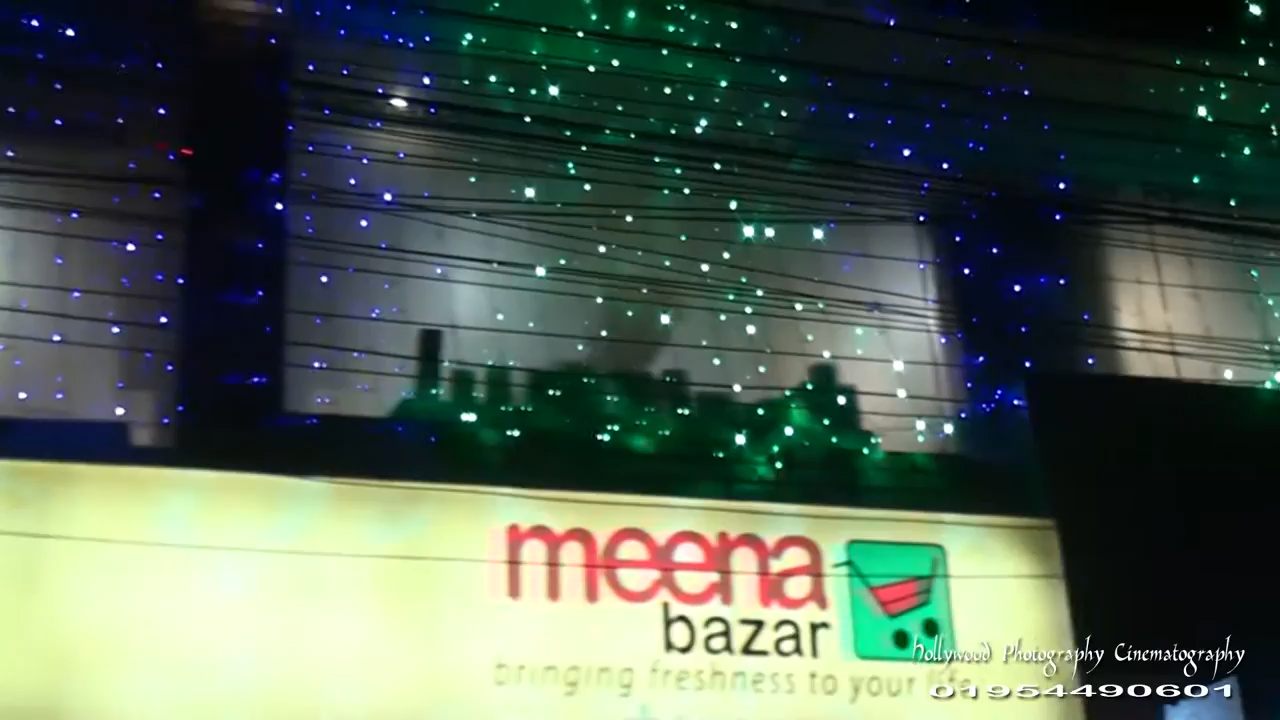 meena
bazar
bringing freshness to your life
Hollywood Photography Cinematography
01954490601